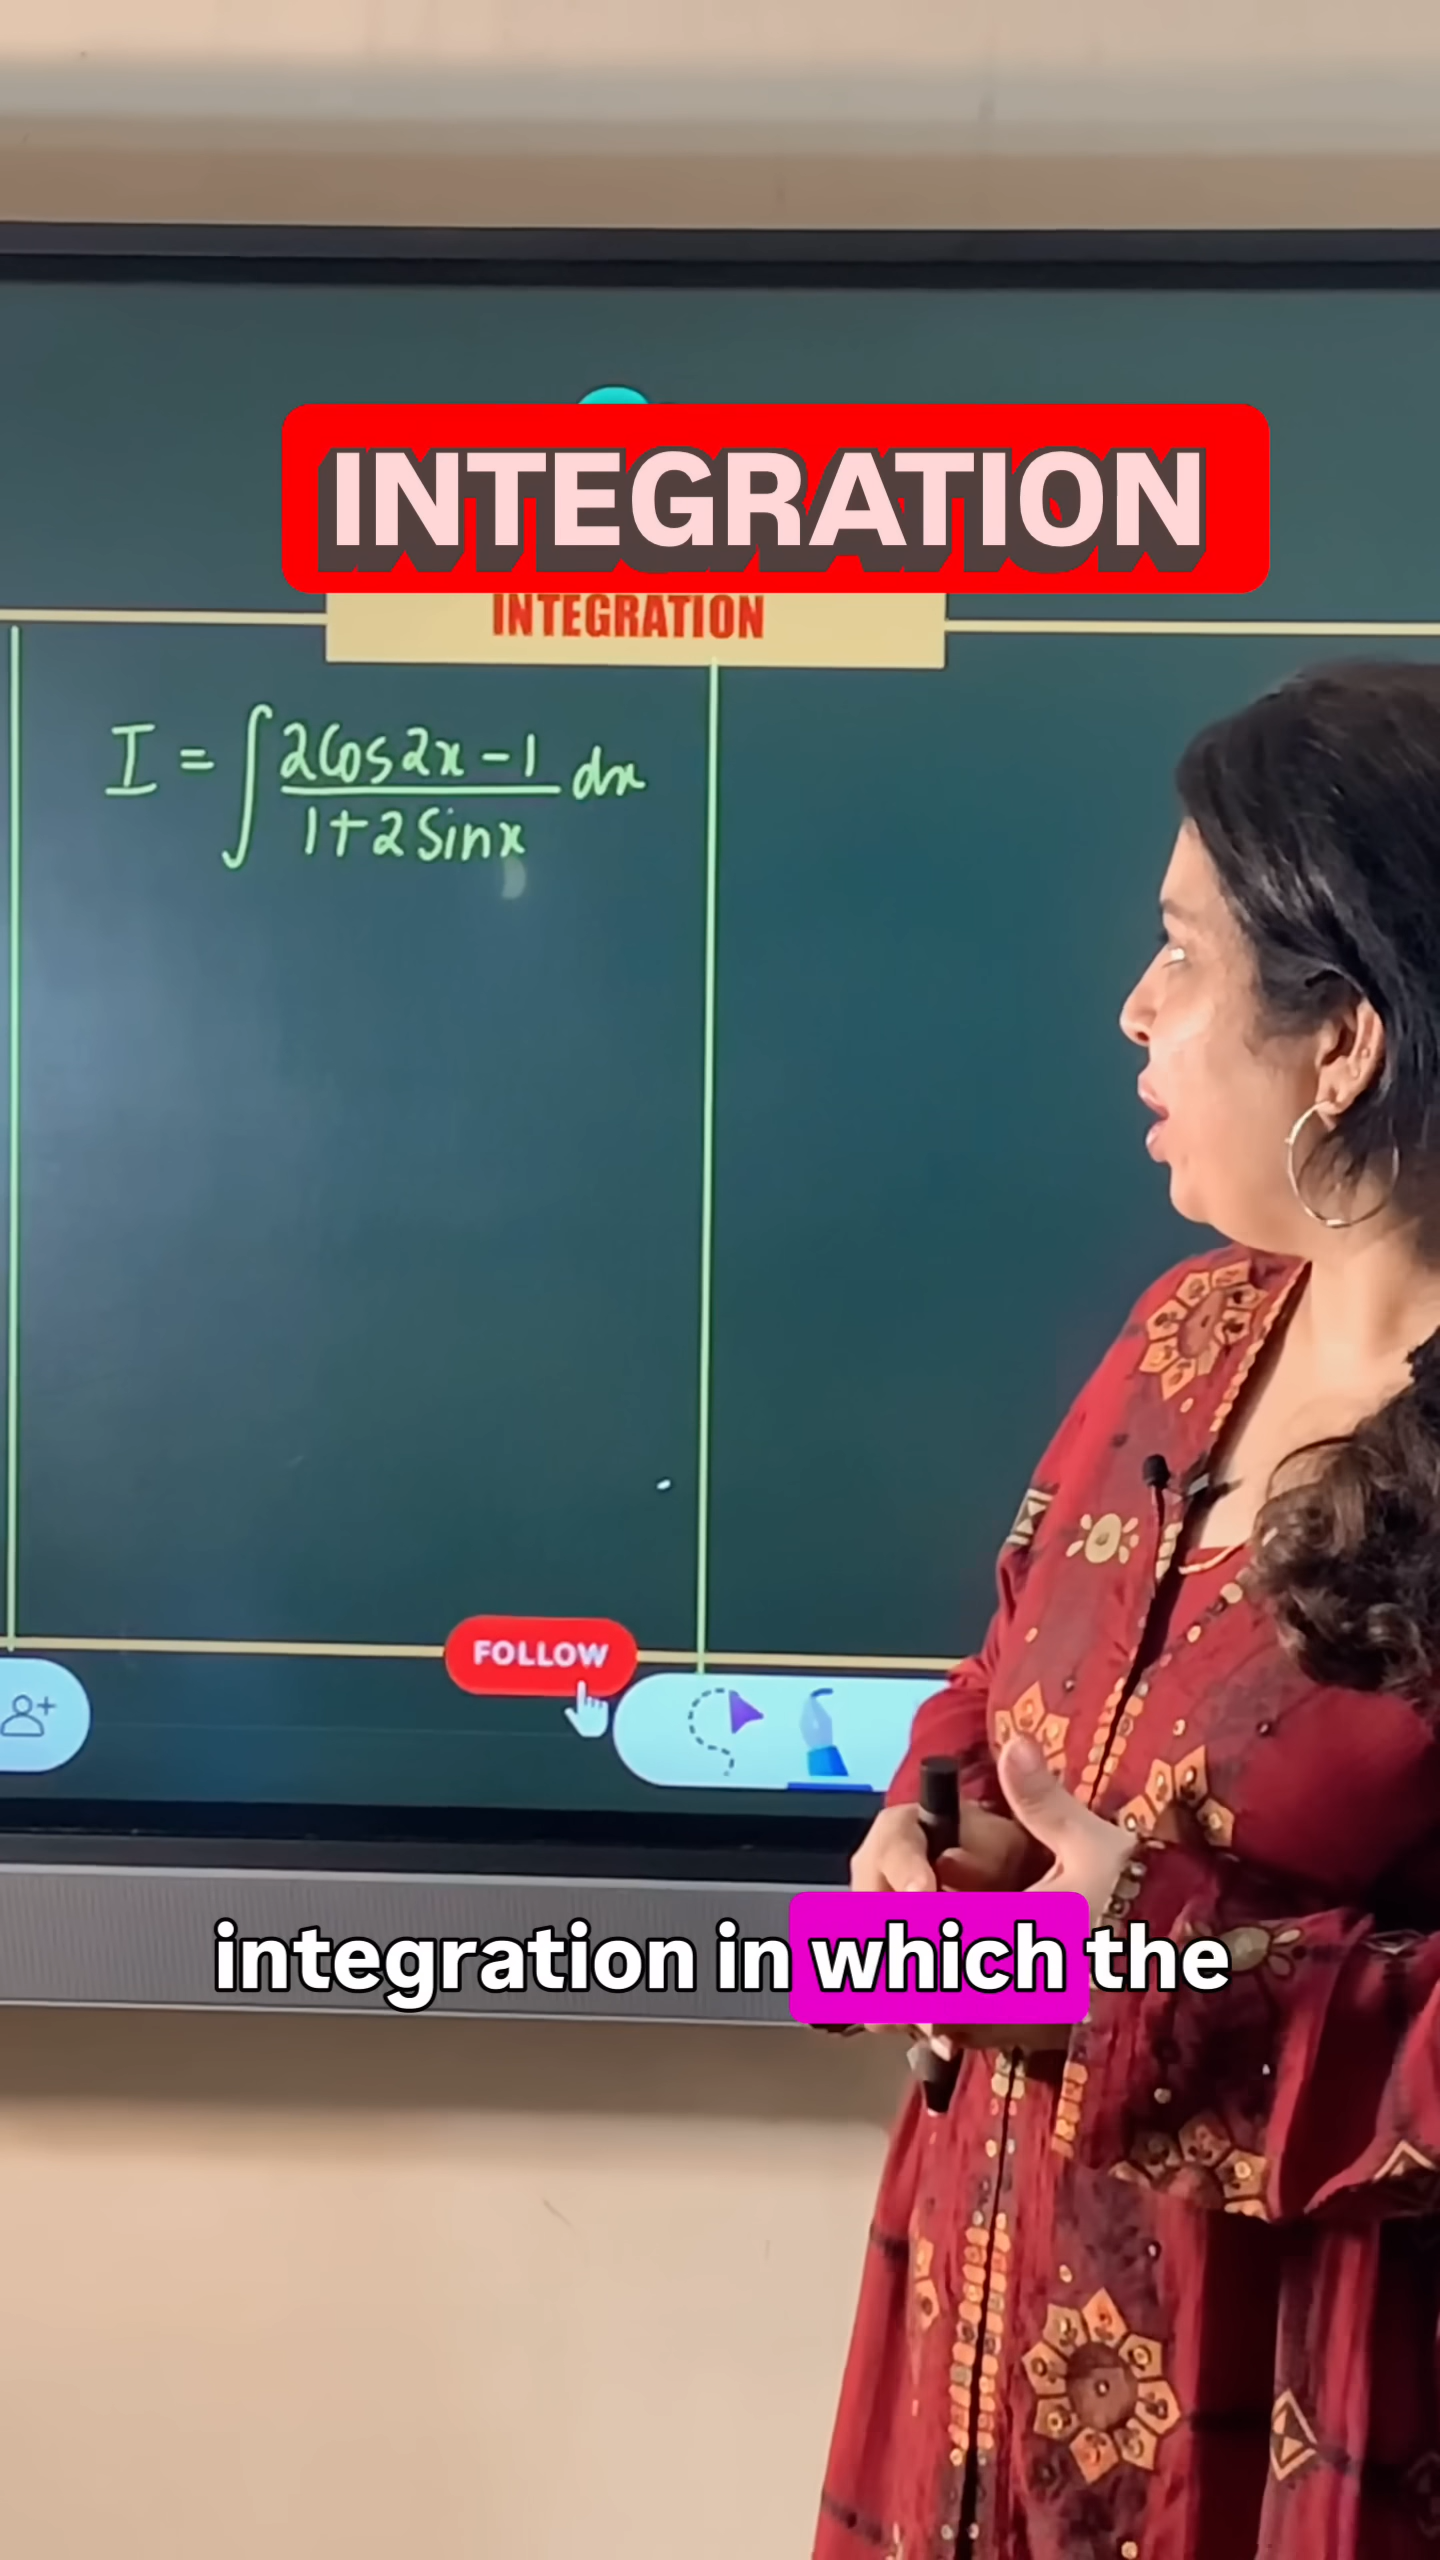 INTEGRATION
INTEGRATION
I = ∫ 2Cos2x - 1 dx
1+2Sinx
FOLLOW
integration in which the